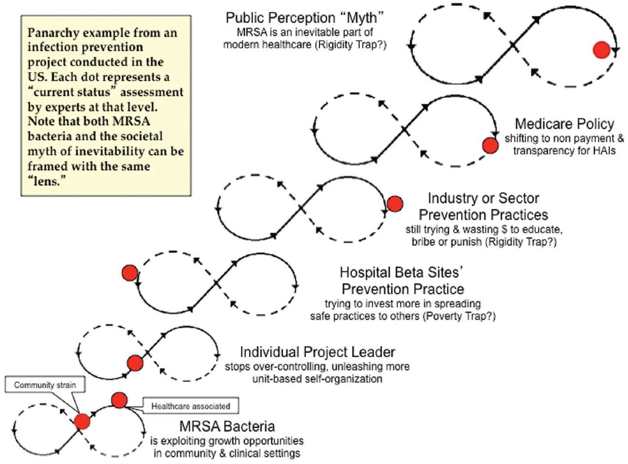 Panarchy example from an
infection prevention
project conducted in the
US. Each dot represents a
"current status" assessment
by experts at that level.
Note that both MRSA
bacteria and the societal
myth of inevitability can be
framed with the same
"lens."
Public Perception "Myth"
MRSA is an inevitable part of
modern healthcare (Rigidity Trap?)
Medicare Policy
shifting to non payment &
transparency for HAIs
Industry or Sector
Prevention Practices
still trying & wasting $ to educate,
bribe or punish (Rigidity Trap?)
Hospital Beta Sites'
Prevention Practice
trying to invest more in spreading
safe practices to others (Poverty Trap?)
Individual Project Leader
stops over-controlling, unleashing more
unit-based self-organization
Community strain
Healthcare associated
MRSA Bacteria
is exploiting growth opportunities
in community & clinical settings